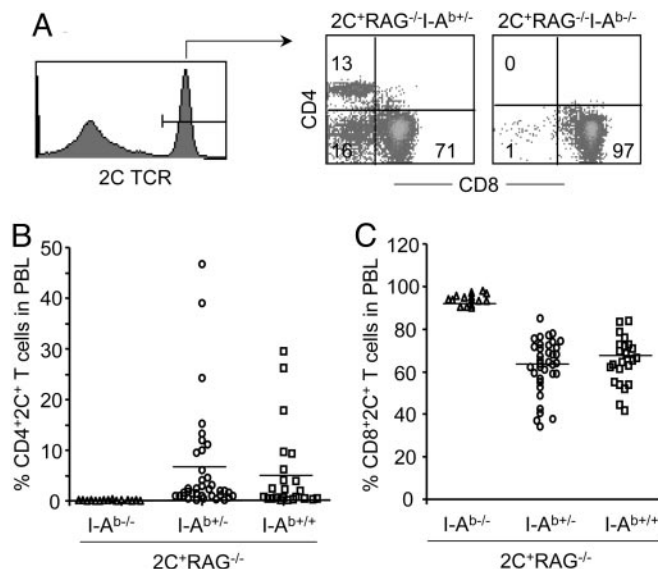 A
2C⁺RAG⁻/⁻I-Aᵇ⁺/⁻ 2C⁺RAG⁻/⁻I-Aᵇ⁻/⁻
13 0
CD4
16 71 1 97
2C TCR
CD8
B C
% CD4⁺2C⁺ T cells in PBL
50
40
30
20
10
0
I-Aᵇ⁻/⁻ I-Aᵇ⁺/⁻ I-Aᵇ⁺/⁺
2C⁺RAG⁻/⁻
% CD8⁺2C⁺ T cells in PBL
120
100
80
60
40
20
0
I-Aᵇ⁻/⁻ I-Aᵇ⁺/⁻ I-Aᵇ⁺/⁺
2C⁺RAG⁻/⁻